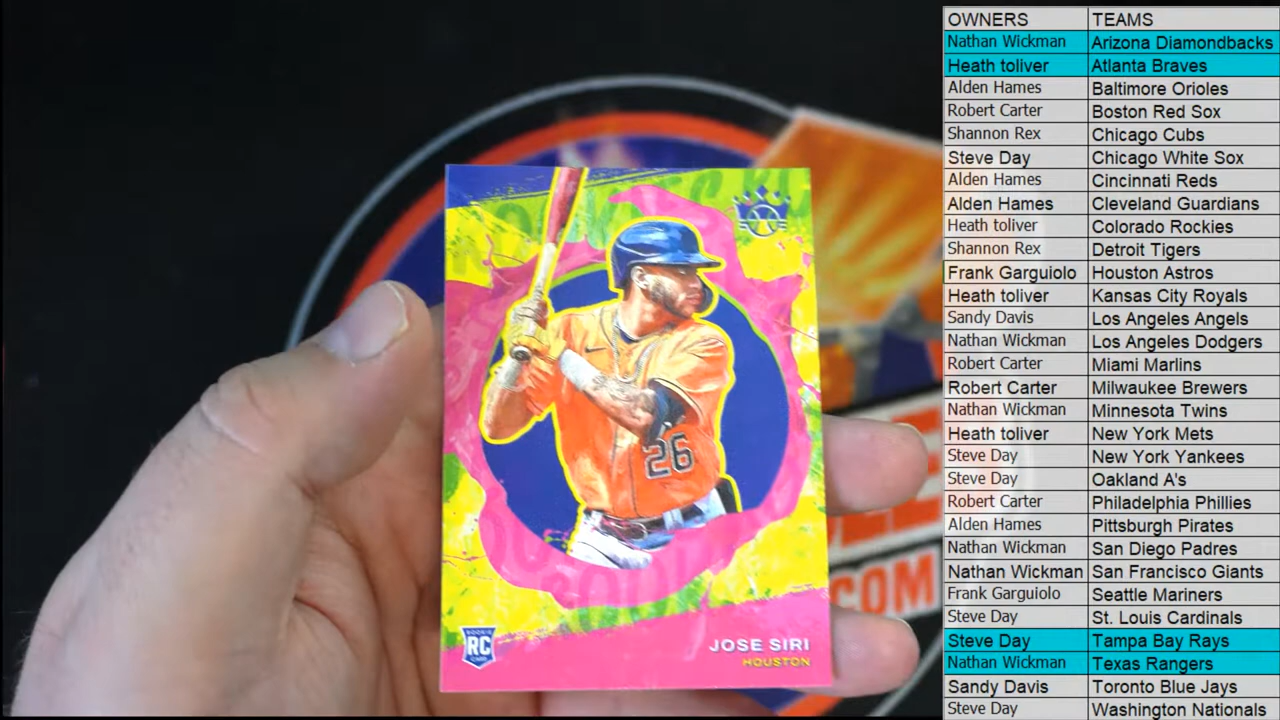 OWNERS TEAMS
Nathan Wickman Arizona Diamondbacks
Heath toliver Atlanta Braves
Alden Hames Baltimore Orioles
Robert Carter Boston Red Sox
Shannon Rex Chicago Cubs
Steve Day Chicago White Sox
Alden Hames Cincinnati Reds
Alden Hames Cleveland Guardians
Heath toliver Colorado Rockies
Shannon Rex Detroit Tigers
Frank Garguiolo Houston Astros
Heath toliver Kansas City Royals
Sandy Davis Los Angeles Angels
Nathan Wickman Los Angeles Dodgers
Robert Carter Miami Marlins
Robert Carter Milwaukee Brewers
Nathan Wickman Minnesota Twins
Heath toliver New York Mets
Steve Day New York Yankees
Steve Day Oakland A's
Robert Carter Philadelphia Phillies
Alden Hames Pittsburgh Pirates
Nathan Wickman San Diego Padres
Nathan Wickman San Francisco Giants
Frank Garguiolo Seattle Mariners
Steve Day St. Louis Cardinals
Steve Day Tampa Bay Rays
Nathan Wickman Texas Rangers
Sandy Davis Toronto Blue Jays
Steve Day Washington Nationals
26
ROOKIE
RC
CARD
JOSE SIRI
HOUSTON
.COM